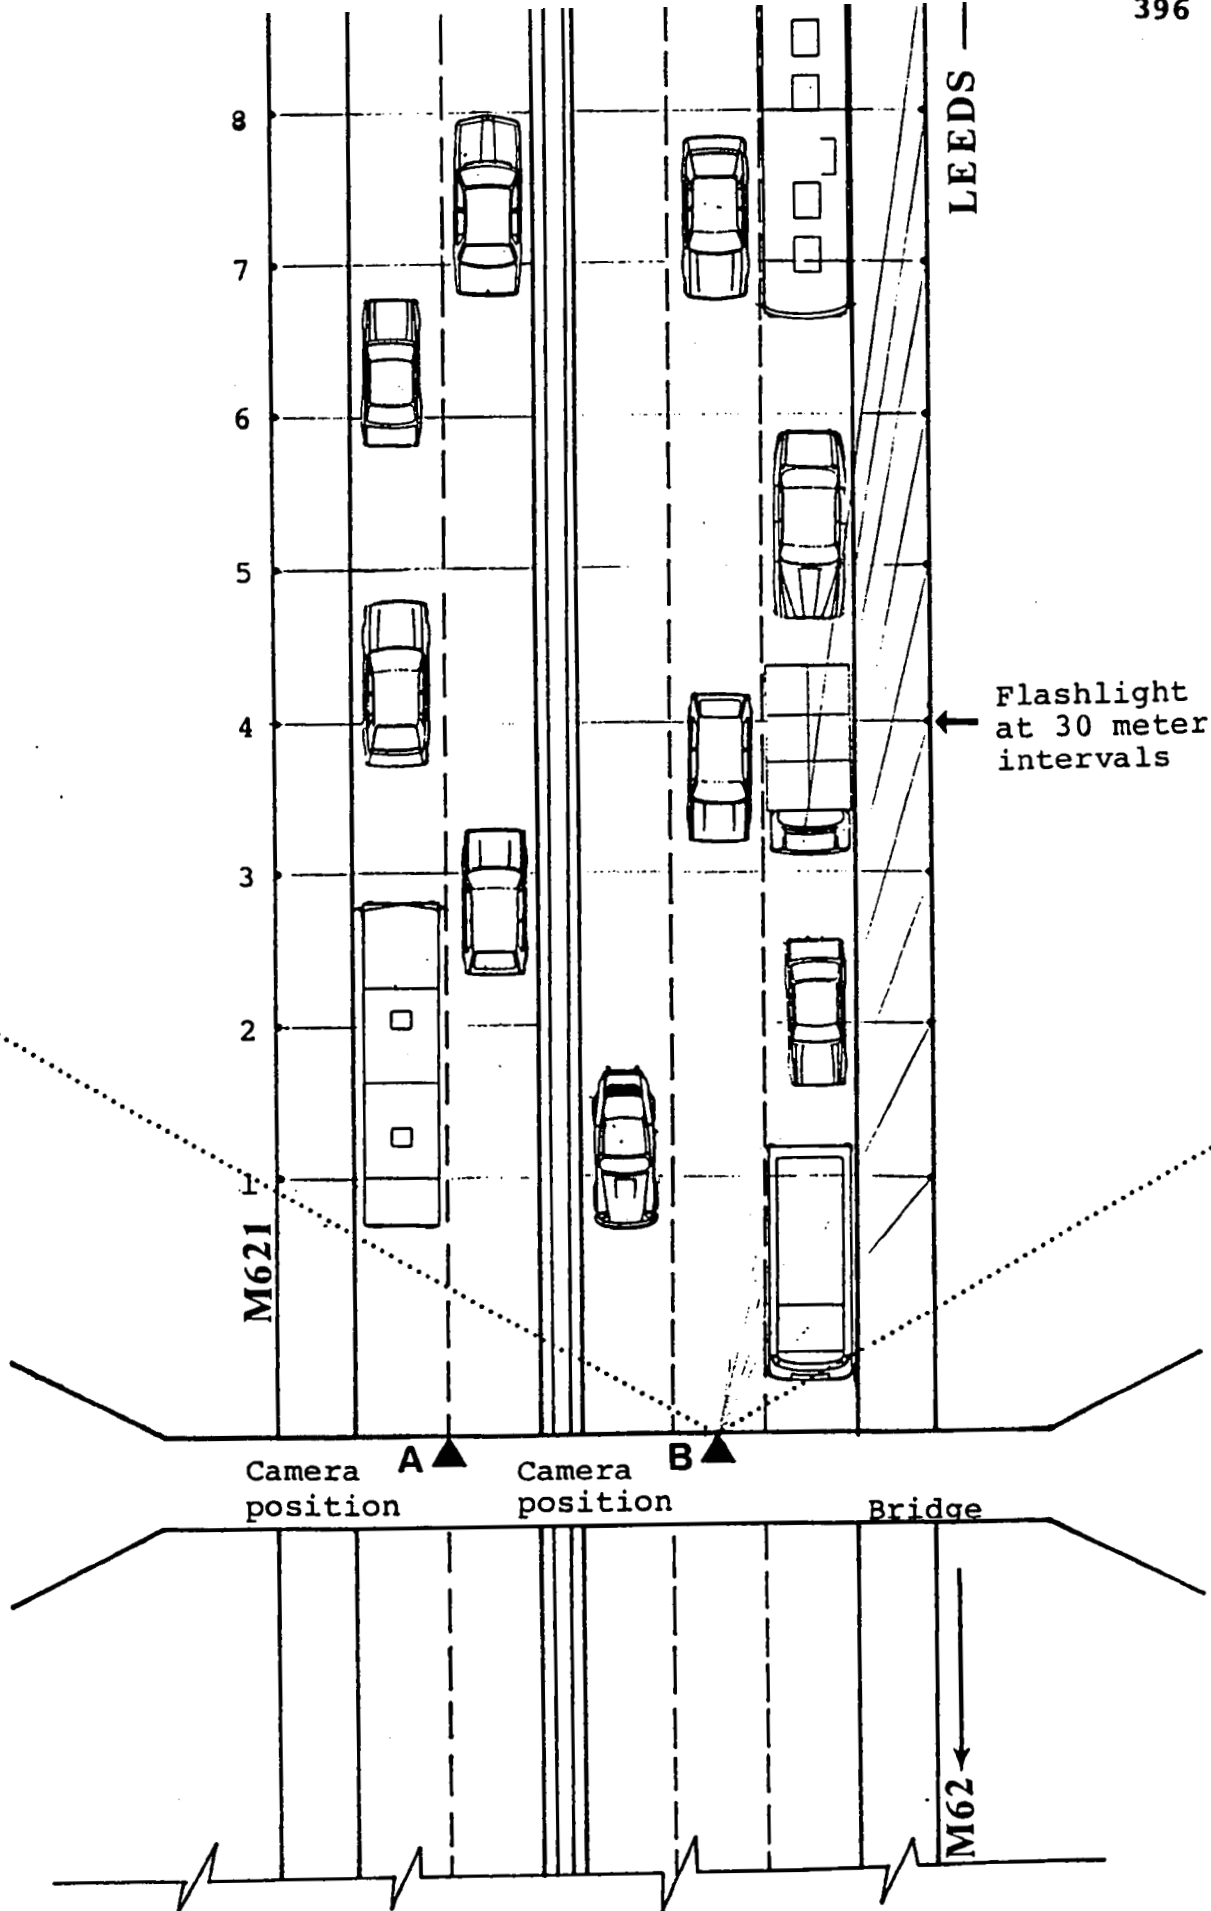 396
LEEDS
8
7
6
5
4
3
2
1
Flashlight
at 30 meter
intervals
M621
A
B
Camera
position
Camera
position
Bridge
M62